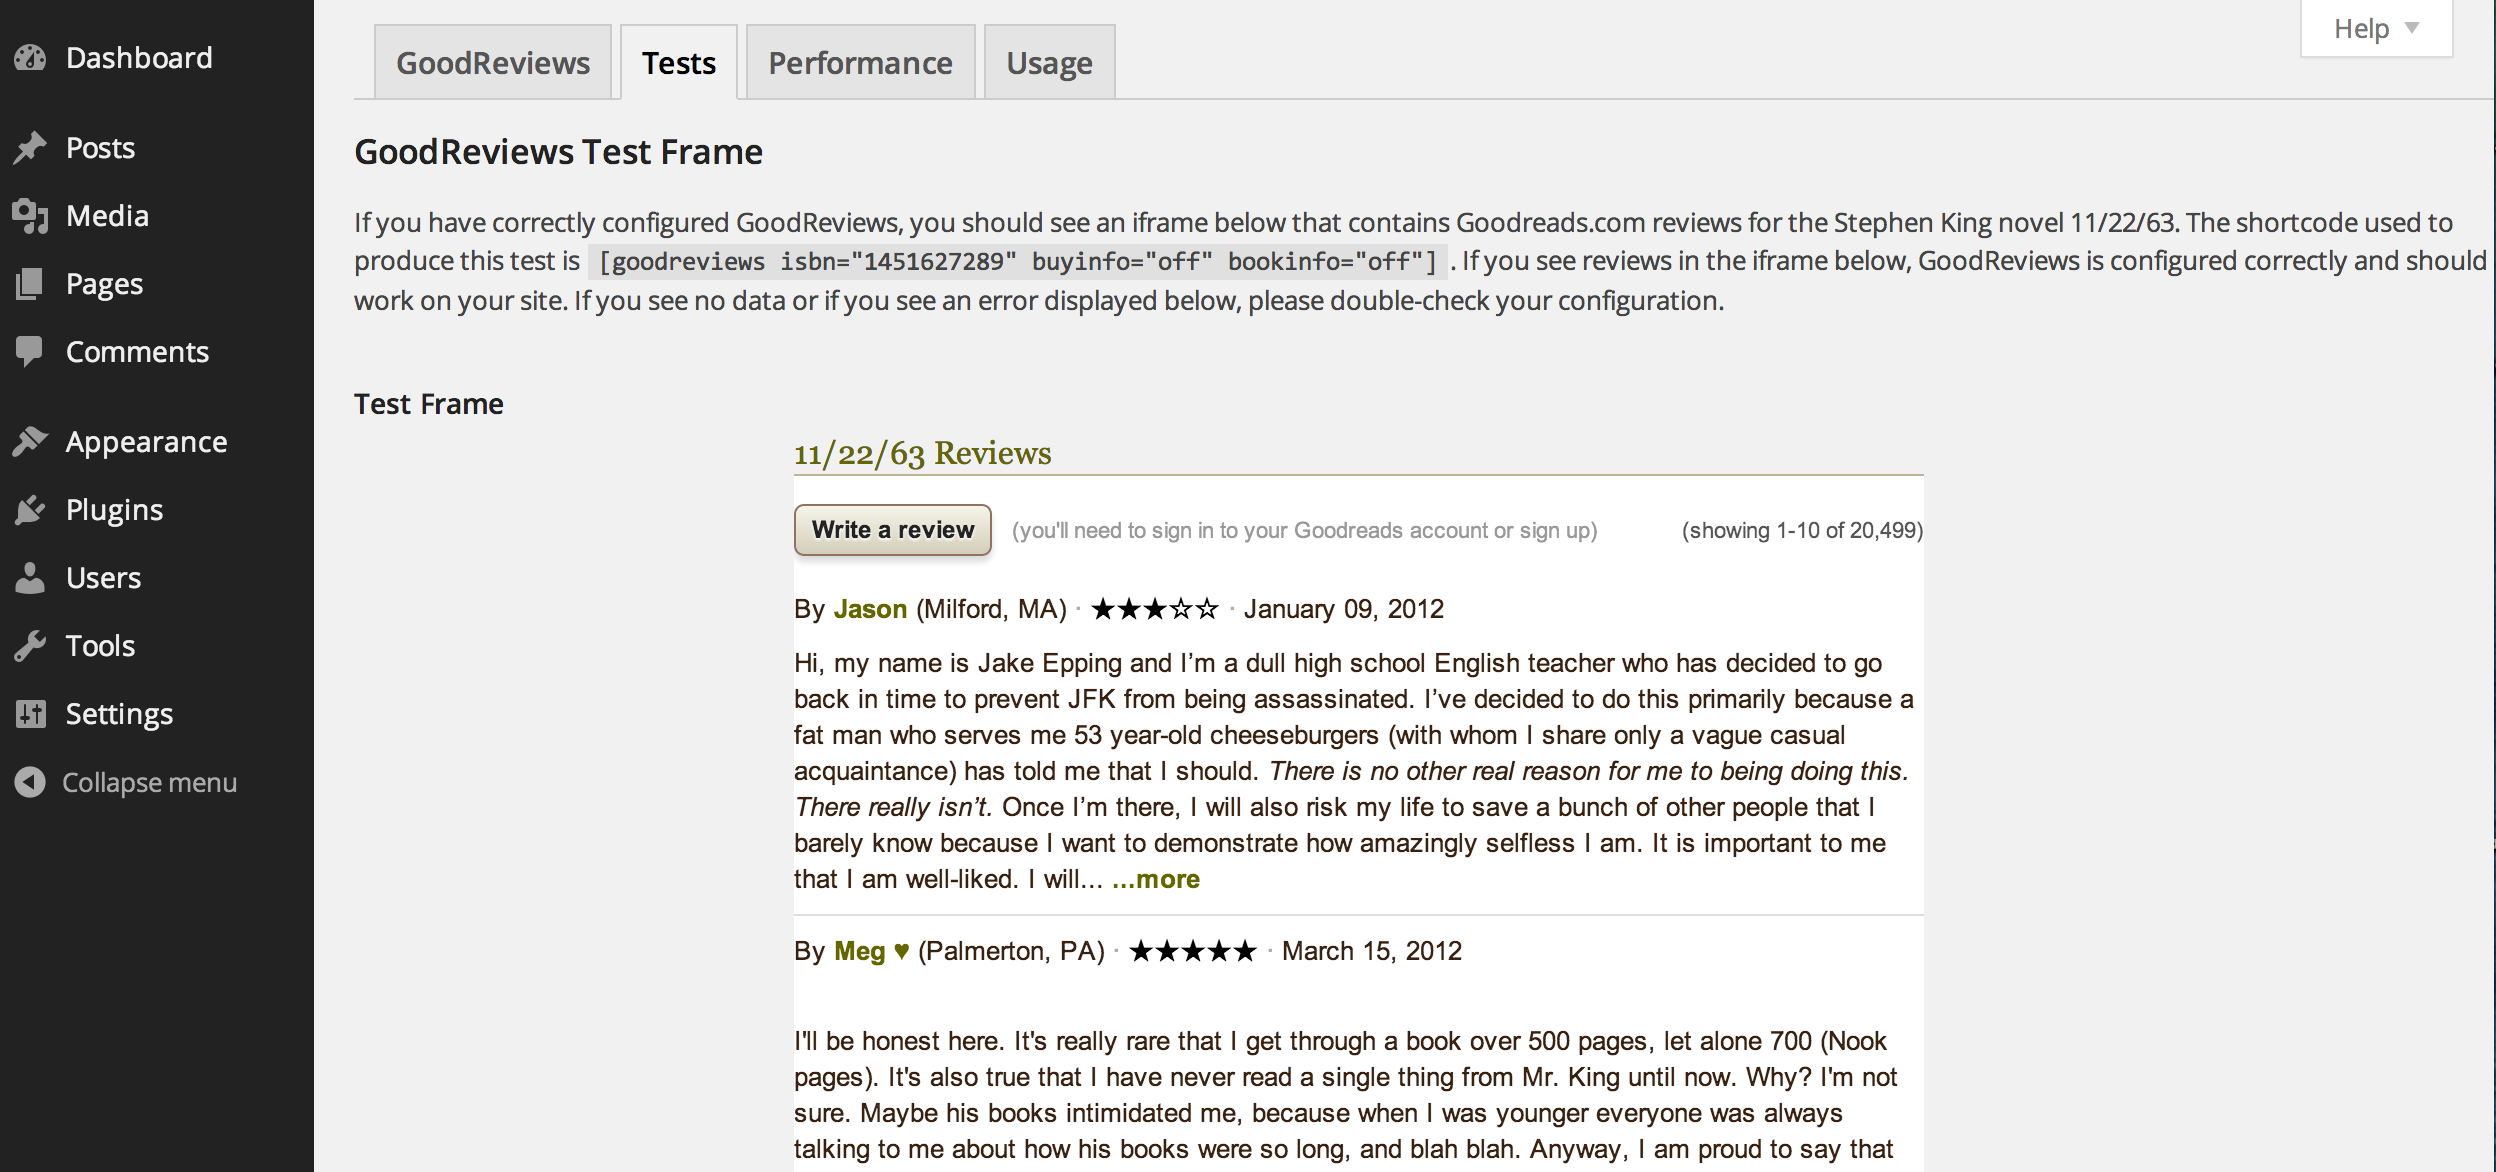 Dashboard
Posts
Media
Pages
Comments
Appearance
Plugins
Users
Tools
Settings
Collapse menu
Help
GoodReviews
Tests
Performance
Usage
GoodReviews Test Frame
If you have correctly configured GoodReviews, you should see an iframe below that contains Goodreads.com reviews for the Stephen King novel 11/22/63. The shortcode used to
produce this test is [goodreviews isbn="1451627289" buyinfo="off" bookinfo="off"] . If you see reviews in the iframe below, GoodReviews is configured correctly and should
work on your site. If you see no data or if you see an error displayed below, please double-check your configuration.
Test Frame
11/22/63 Reviews
Write a review (you'll need to sign in to your Goodreads account or sign up) (showing 1-10 of 20,499)
By Jason (Milford, MA) · ★★★☆☆ · January 09, 2012
Hi, my name is Jake Epping and I’m a dull high school English teacher who has decided to go
back in time to prevent JFK from being assassinated. I’ve decided to do this primarily because a
fat man who serves me 53 year-old cheeseburgers (with whom I share only a vague casual
acquaintance) has told me that I should. There is no other real reason for me to being doing this.
There really isn’t. Once I’m there, I will also risk my life to save a bunch of other people that I
barely know because I want to demonstrate how amazingly selfless I am. It is important to me
that I am well-liked. I will... ...more
By Meg ♥ (Palmerton, PA) · ★★★★★ · March 15, 2012
I'll be honest here. It's really rare that I get through a book over 500 pages, let alone 700 (Nook
pages). It's also true that I have never read a single thing from Mr. King until now. Why? I'm not
sure. Maybe his books intimidated me, because when I was younger everyone was always
talking to me about how his books were so long, and blah blah. Anyway, I am proud to say that